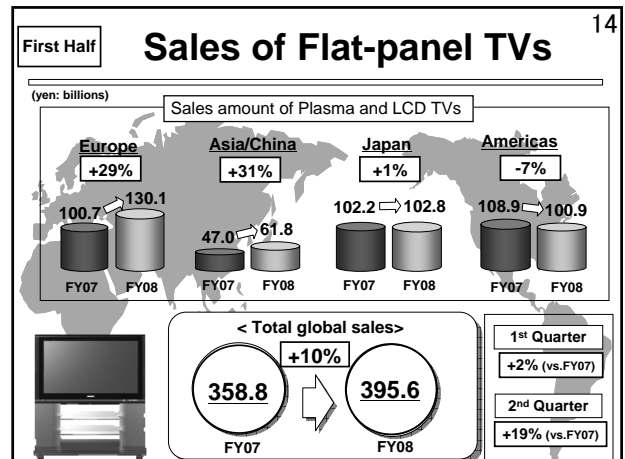 14
First Half
Sales of Flat-panel TVs
(yen: billions)
Sales amount of Plasma and LCD TVs
Europe
+29%
100.7
130.1
FY07
FY08
Asia/China
+31%
47.0
61.8
FY07
FY08
Japan
+1%
102.2
102.8
FY07
FY08
Americas
-7%
108.9
100.9
FY07
FY08
< Total global sales>
+10%
358.8
395.6
FY07
FY08
1st Quarter
+2% (vs.FY07)
2nd Quarter
+19% (vs.FY07)